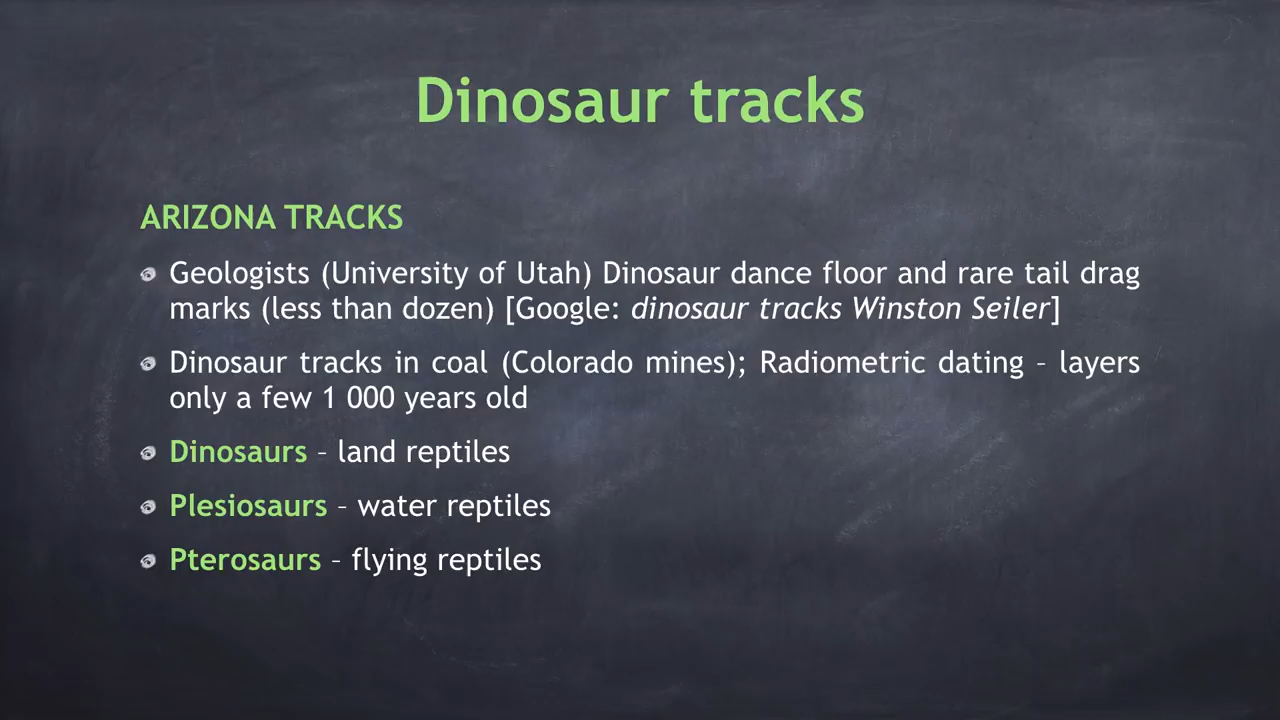 Dinosaur tracks
ARIZONA TRACKS
Geologists (University of Utah) Dinosaur dance floor and rare tail drag
marks (less than dozen) [Google: dinosaur tracks Winston Seiler]
Dinosaur tracks in coal (Colorado mines); Radiometric dating – layers
only a few 1 000 years old
Dinosaurs – land reptiles
Plesiosaurs – water reptiles
Pterosaurs – flying reptiles